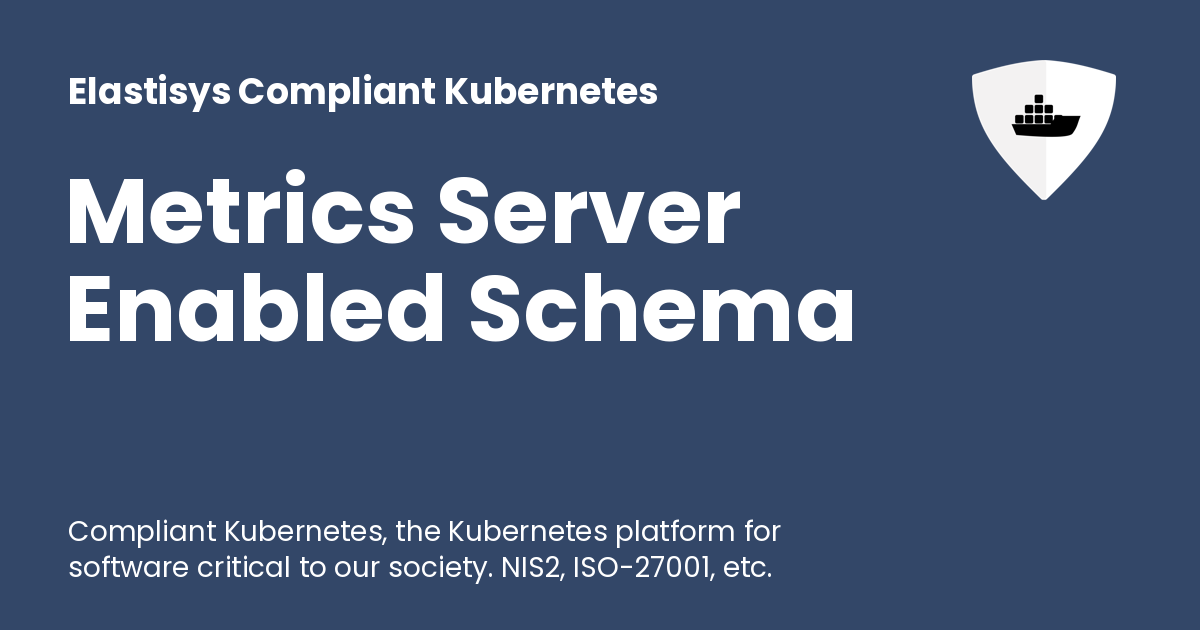 Elastisys Compliant Kubernetes
Metrics Server
Enabled Schema
Compliant Kubernetes, the Kubernetes platform for
software critical to our society. NIS2, ISO-27001, etc.